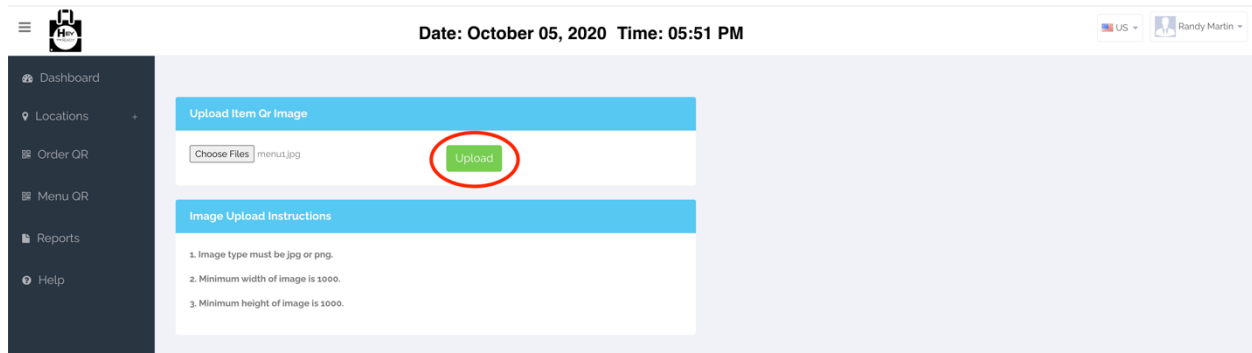 HEY
Date: October 05, 2020 Time: 05:51 PM
US
Randy Martin
Dashboard
Locations +
Order QR
Menu QR
Reports
Help
Upload Item Qr Image
Choose Files menu1.jpg
Upload
Image Upload Instructions
1. Image type must be jpg or png.
2. Minimum width of image is 1000.
3. Minimum height of image is 1000.